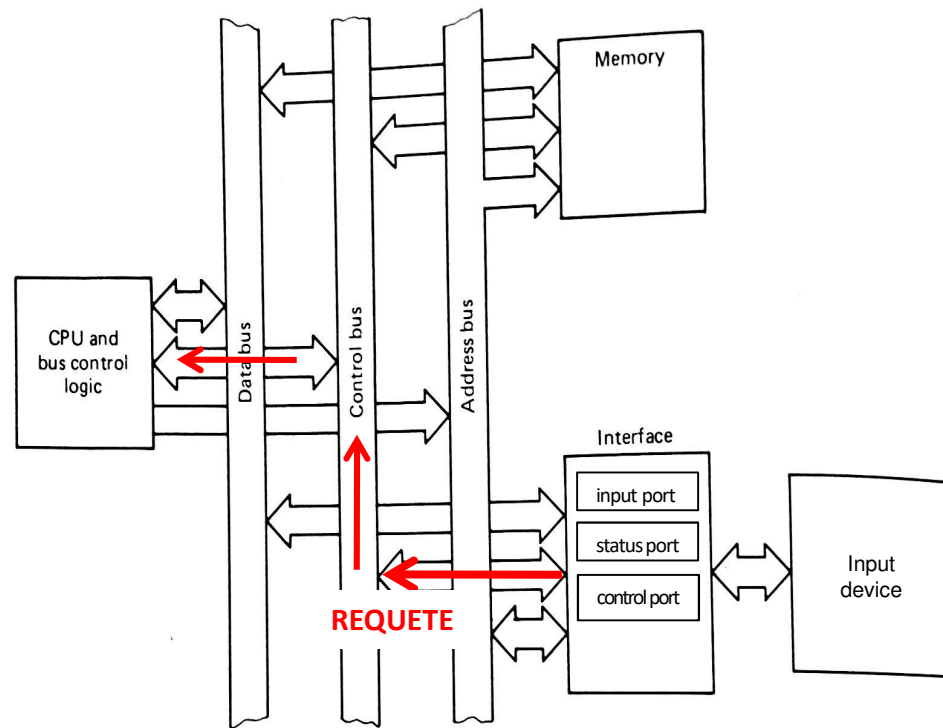 Memory
CPU and
bus control
logic
Data bus
Control bus
Address bus
Interface
input port
status port
control port
Input
device
REQUETE